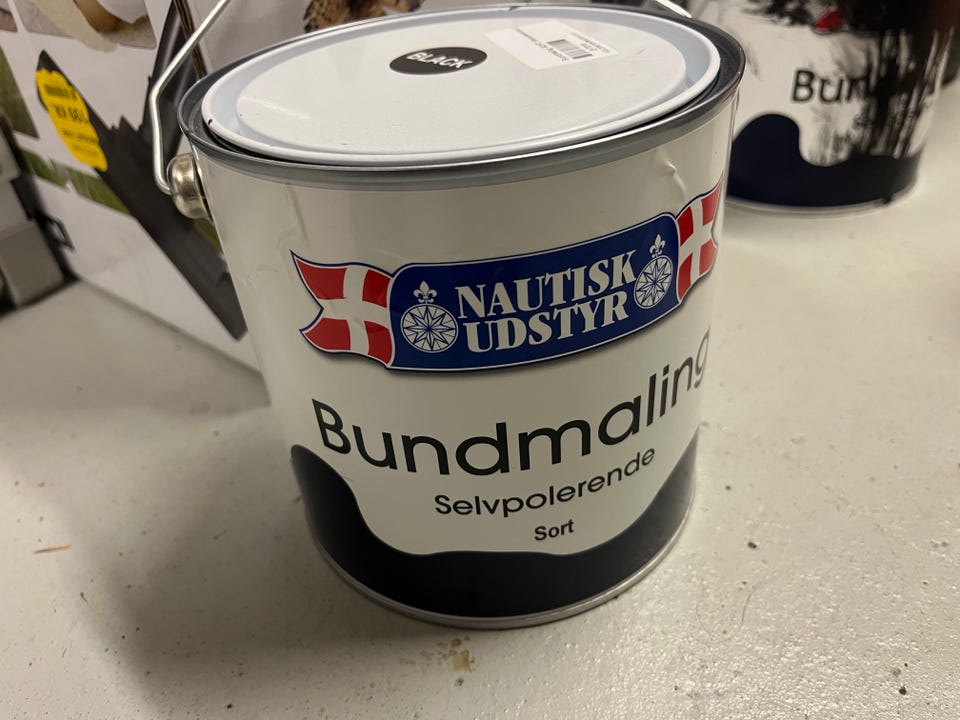 BLACK
NAUTISK
UDSTYR
Bundmaling
Selvpolerende
Sort